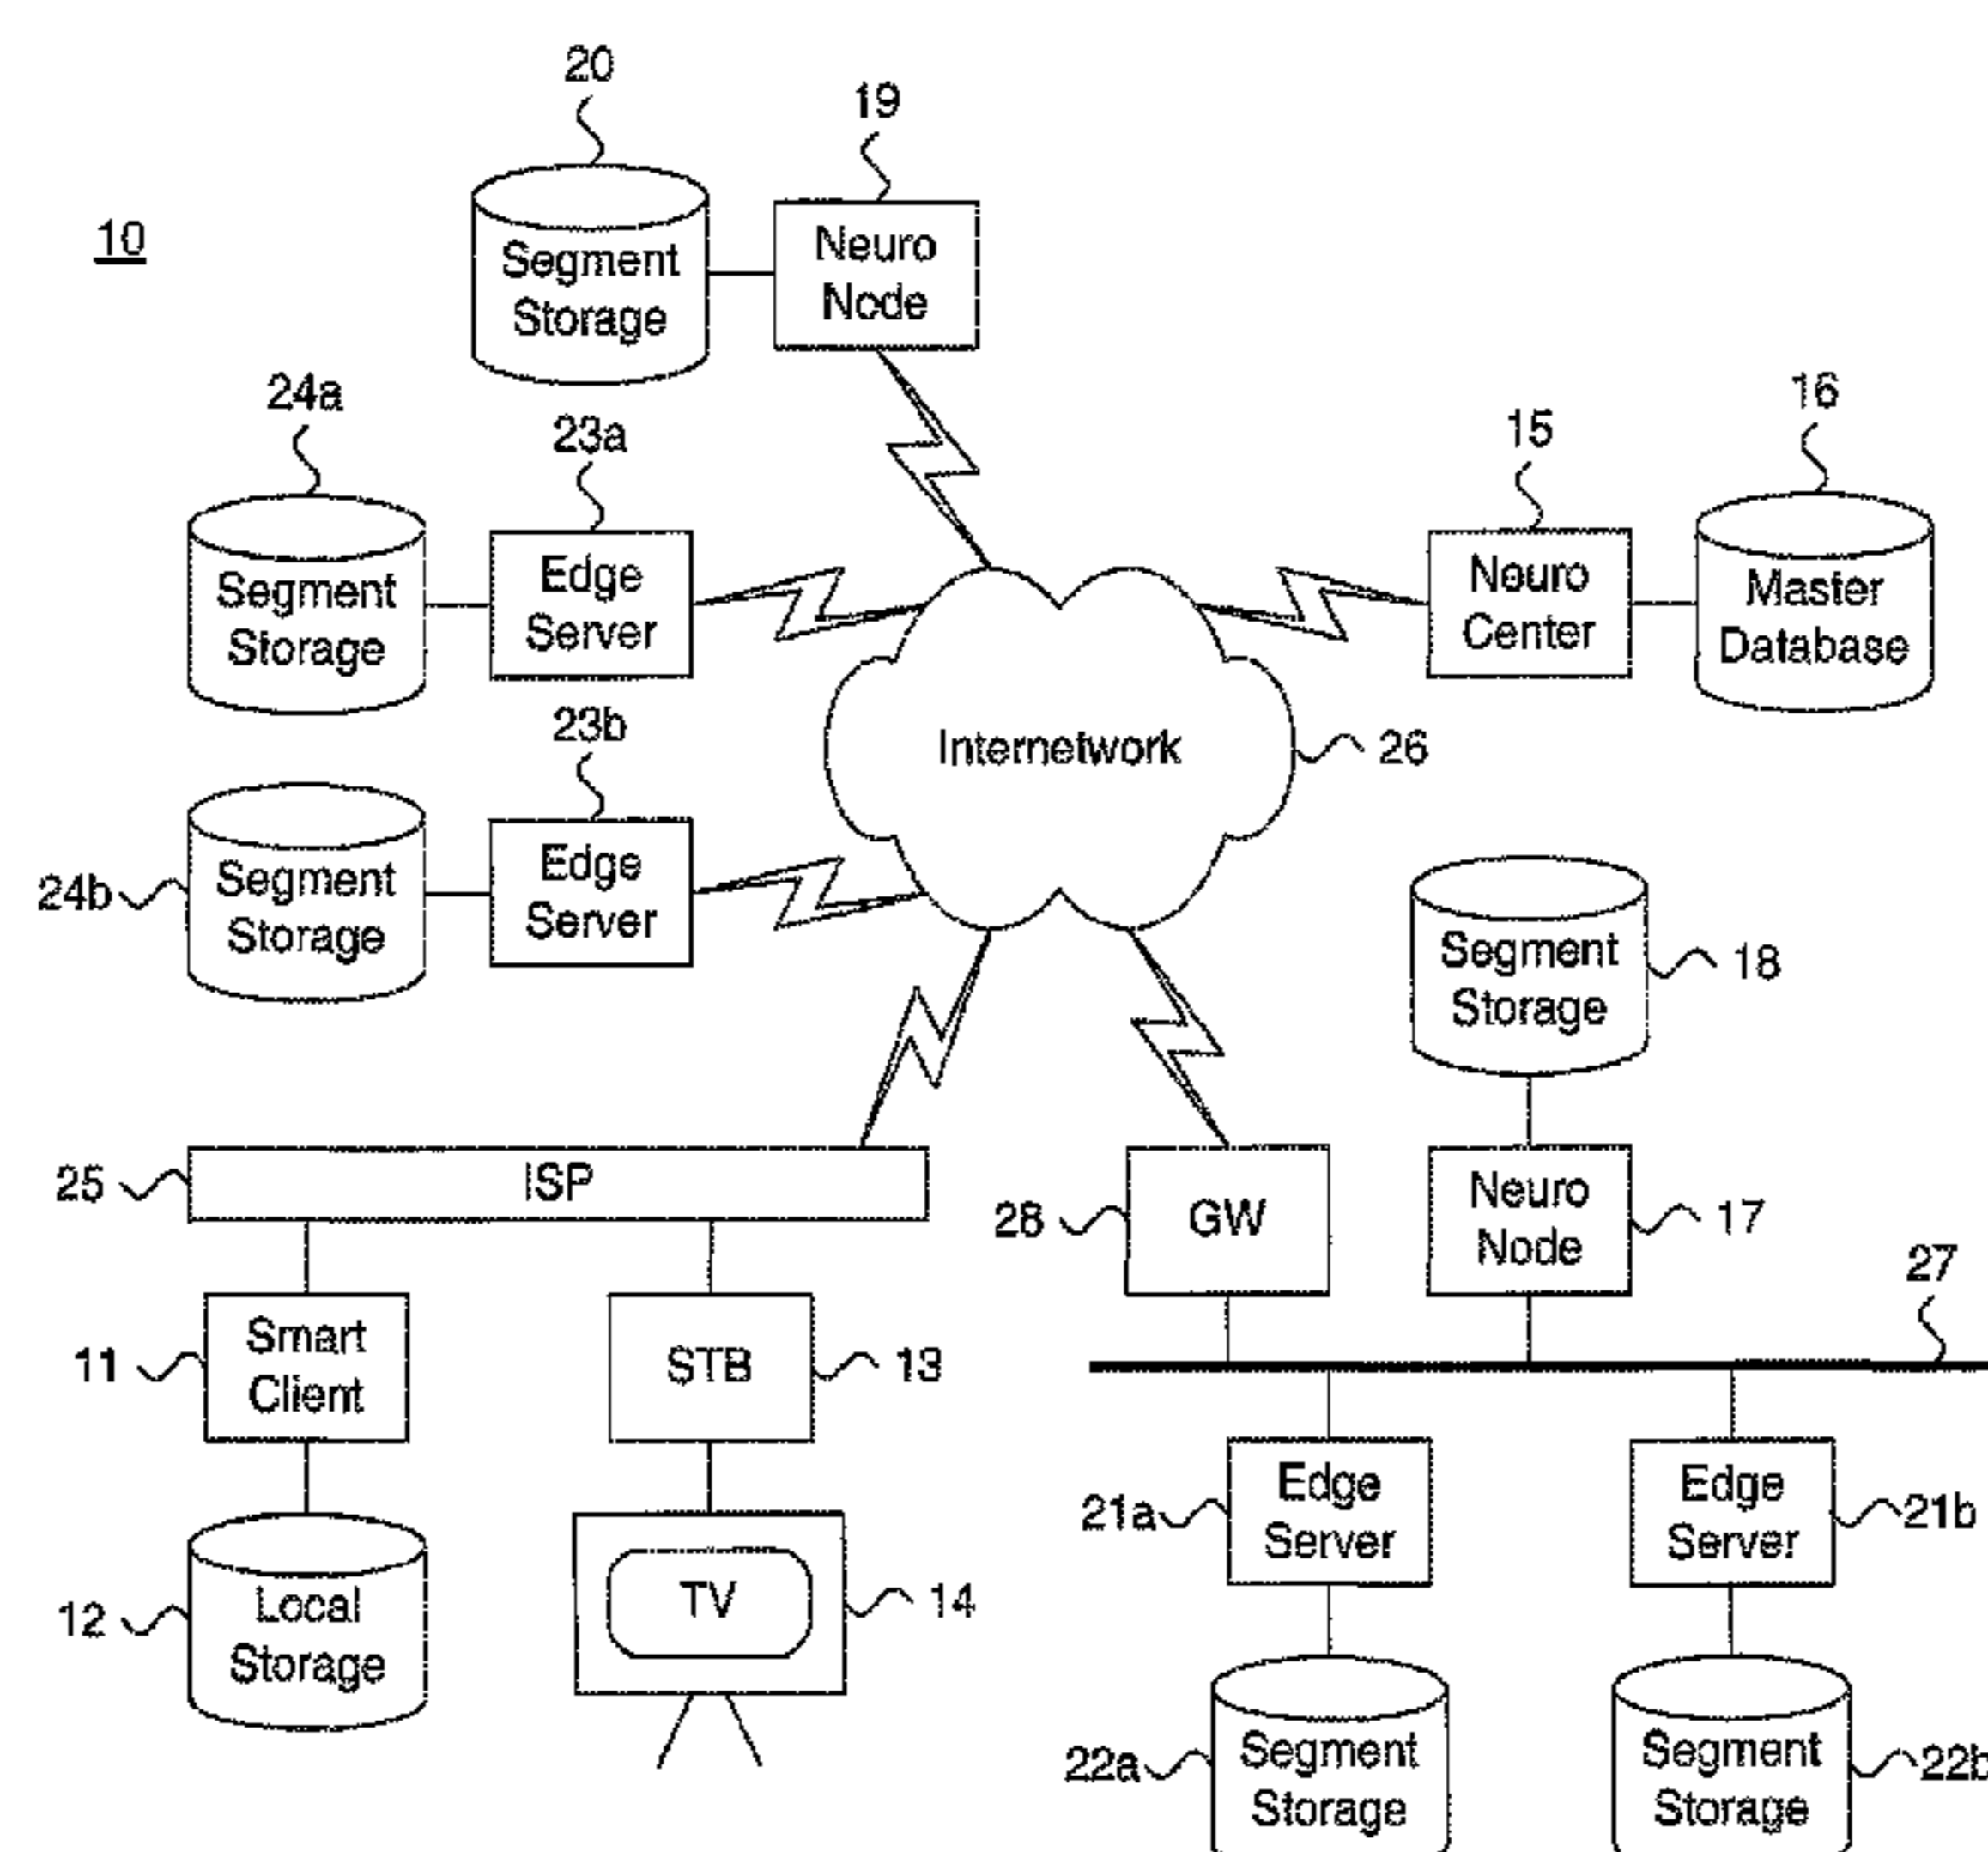 20
19
10
Segment
Storage
Neuro
Node
24a
23a
15
16
Segment
Storage
Edge
Server
Neuro
Center
Master
Database
23b
Internetwork
26
24b
Segment
Storage
Edge
Server
Segment
Storage
18
25
ISP
28
GW
Neuro
Node
17
27
11
Smart
Client
STB
13
21a
Edge
Server
Edge
Server
21b
12
Local
Storage
TV
14
22a
Segment
Storage
Segment
Storage
22b